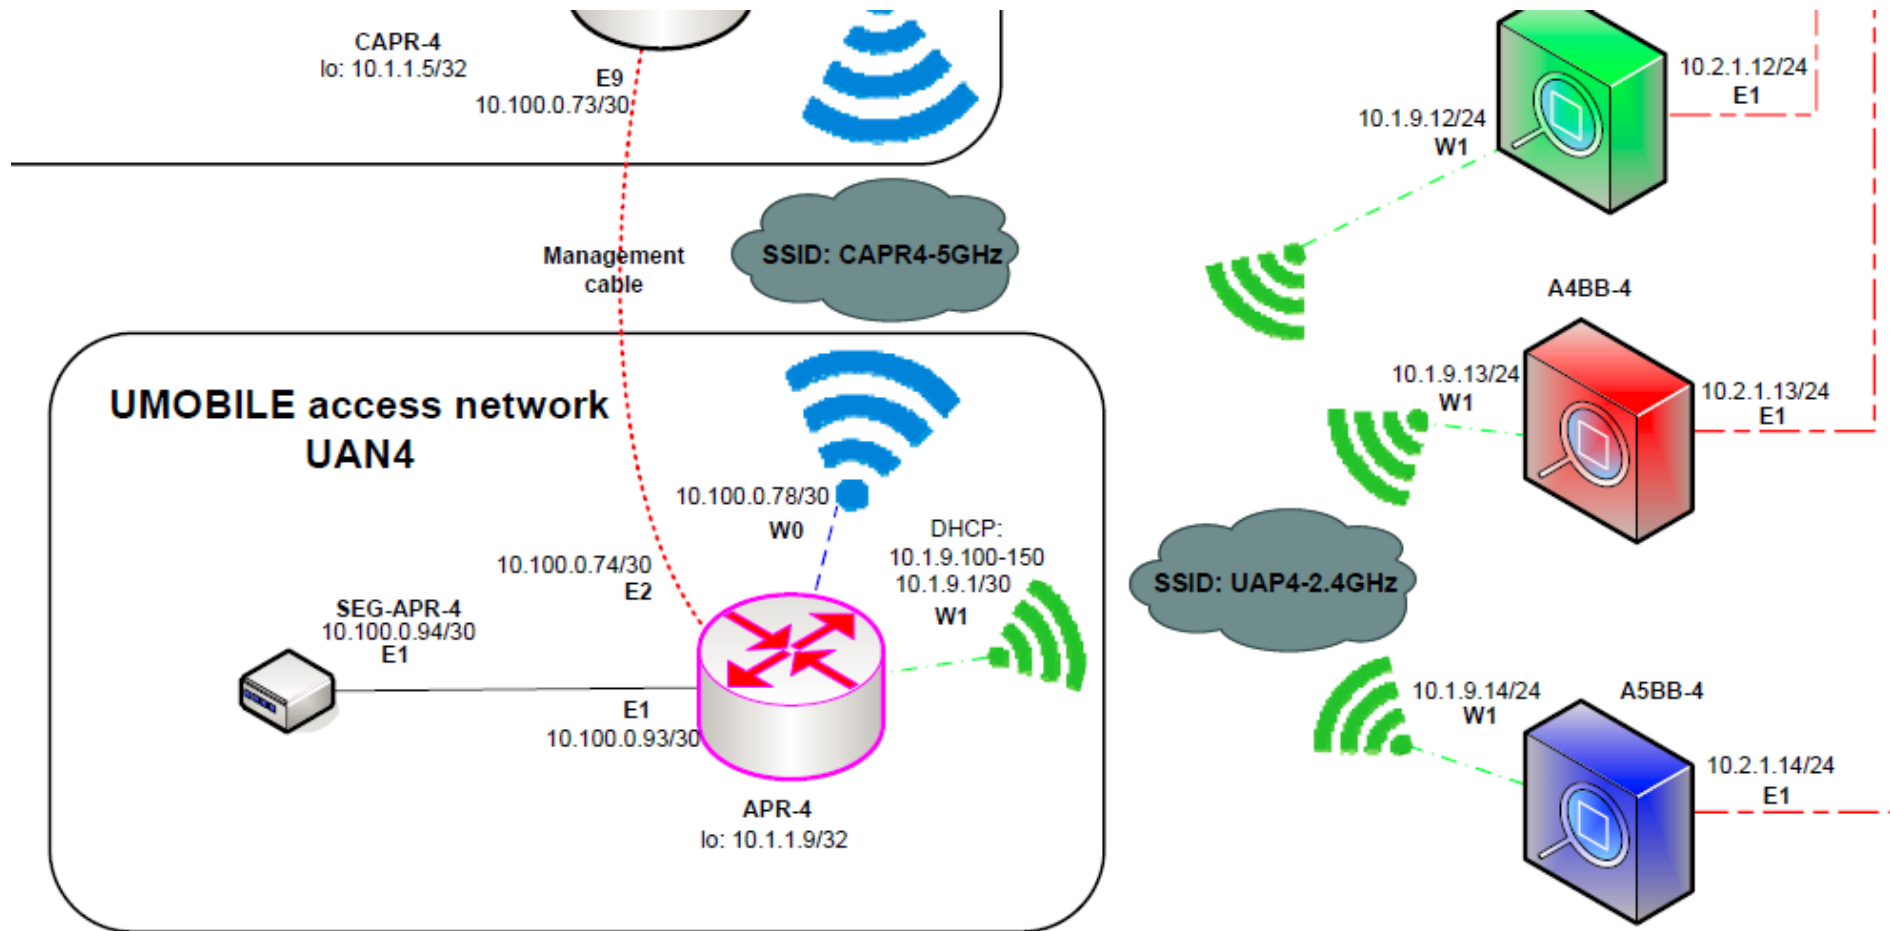 CAPR-4
lo: 10.1.1.5/32
E9
10.100.0.73/30
10.2.1.12/24
E1
10.1.9.12/24
W1
Management
cable
SSID: CAPR4-5GHz
A4BB-4
10.1.9.13/24
W1
10.2.1.13/24
E1
UMOBILE access network
UAN4
10.100.0.78/30
W0
DHCP:
10.1.9.100-150
10.1.9.1/30
W1
10.100.0.74/30
E2
SSID: UAP4-2.4GHz
SEG-APR-4
10.100.0.94/30
E1
E1
10.100.0.93/30
APR-4
lo: 10.1.1.9/32
10.1.9.14/24
W1
A5BB-4
10.2.1.14/24
E1